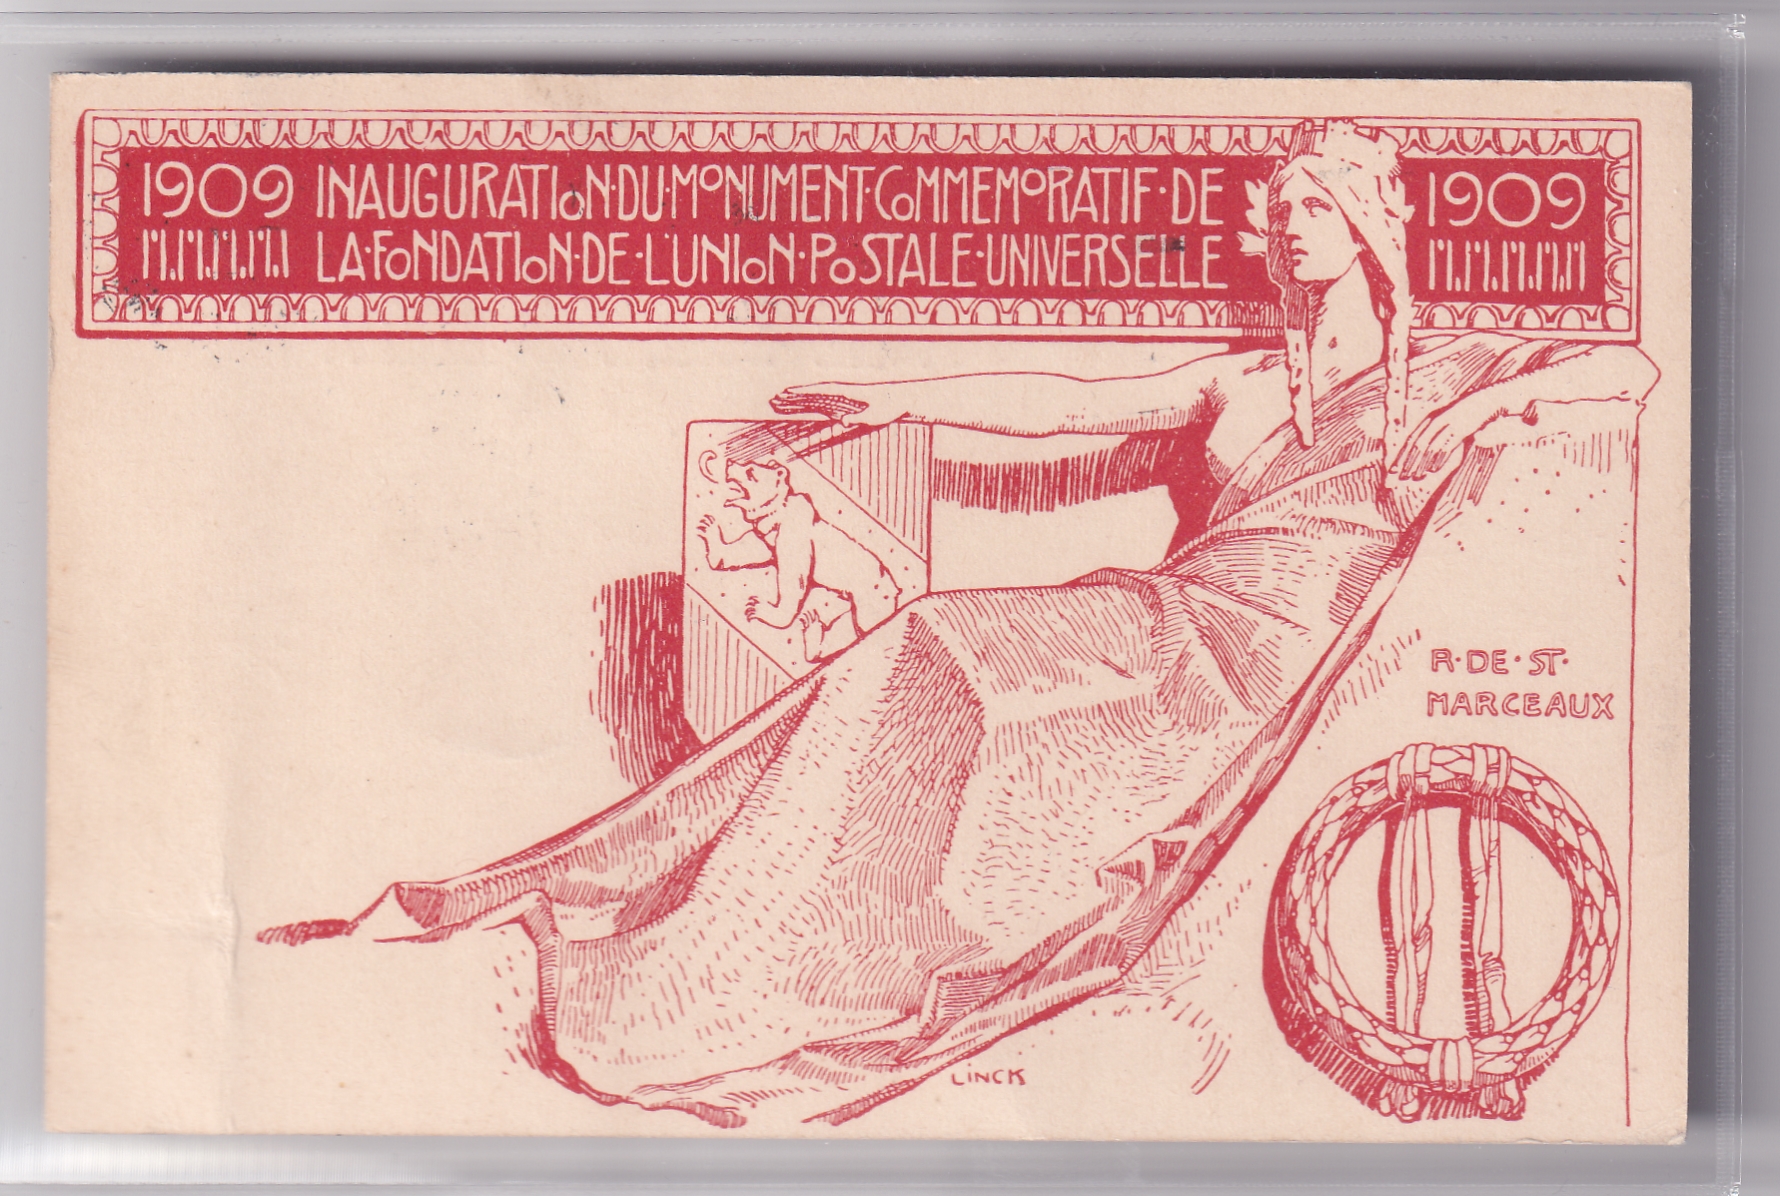 1909 INAUGURATION·DU·MONUMENT·COMMEMORATIF·DE 1909
LA·FONDATION·DE·L'UNION·POSTALE·UNIVERSELLE
R·DE·ST·
MARCEAUX
LINCK